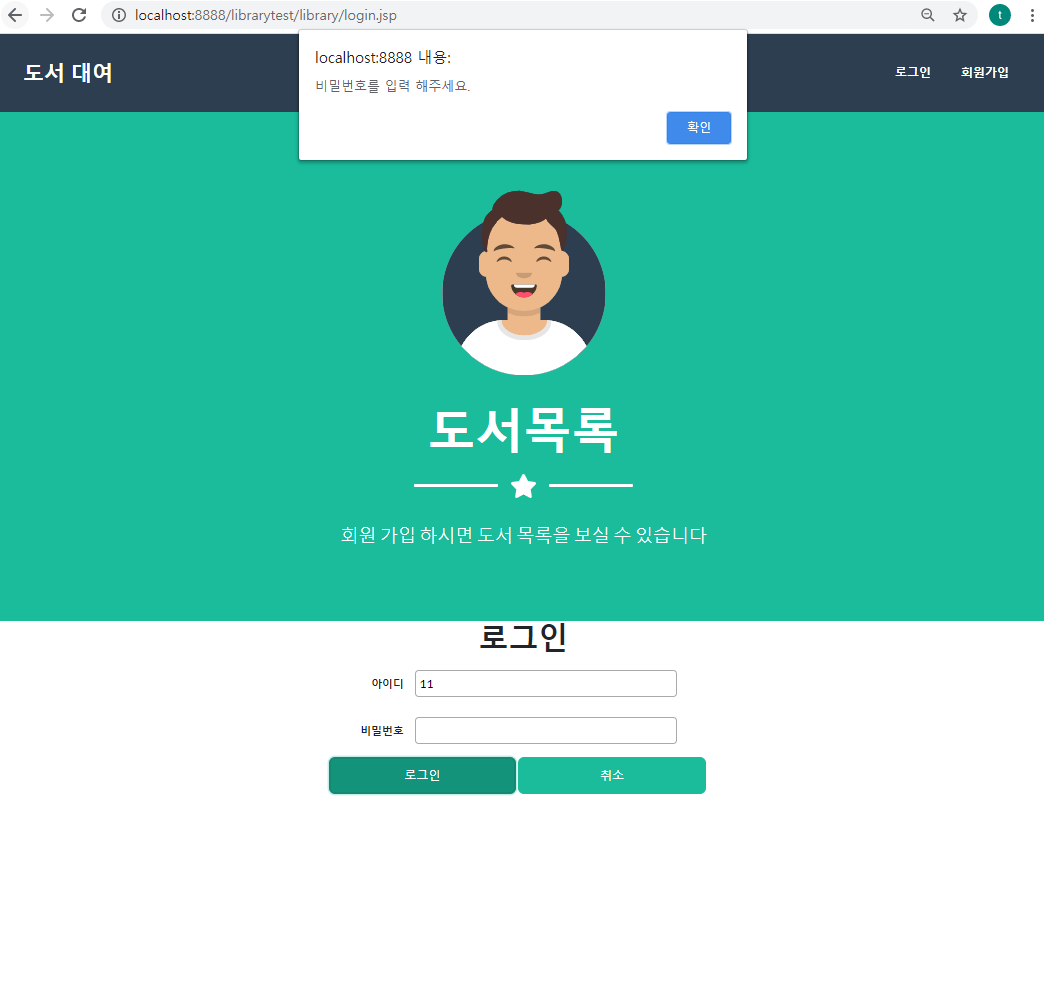 localhost:8888/librarytest/library/login.jsp
t
localhost:8888 내용:
비밀번호를 입력 해주세요.
확인
도서 대여
로그인
회원가입
도서목록
회원 가입 하시면 도서 목록을 보실 수 있습니다
로그인
아이디 11
비밀번호
로그인 취소